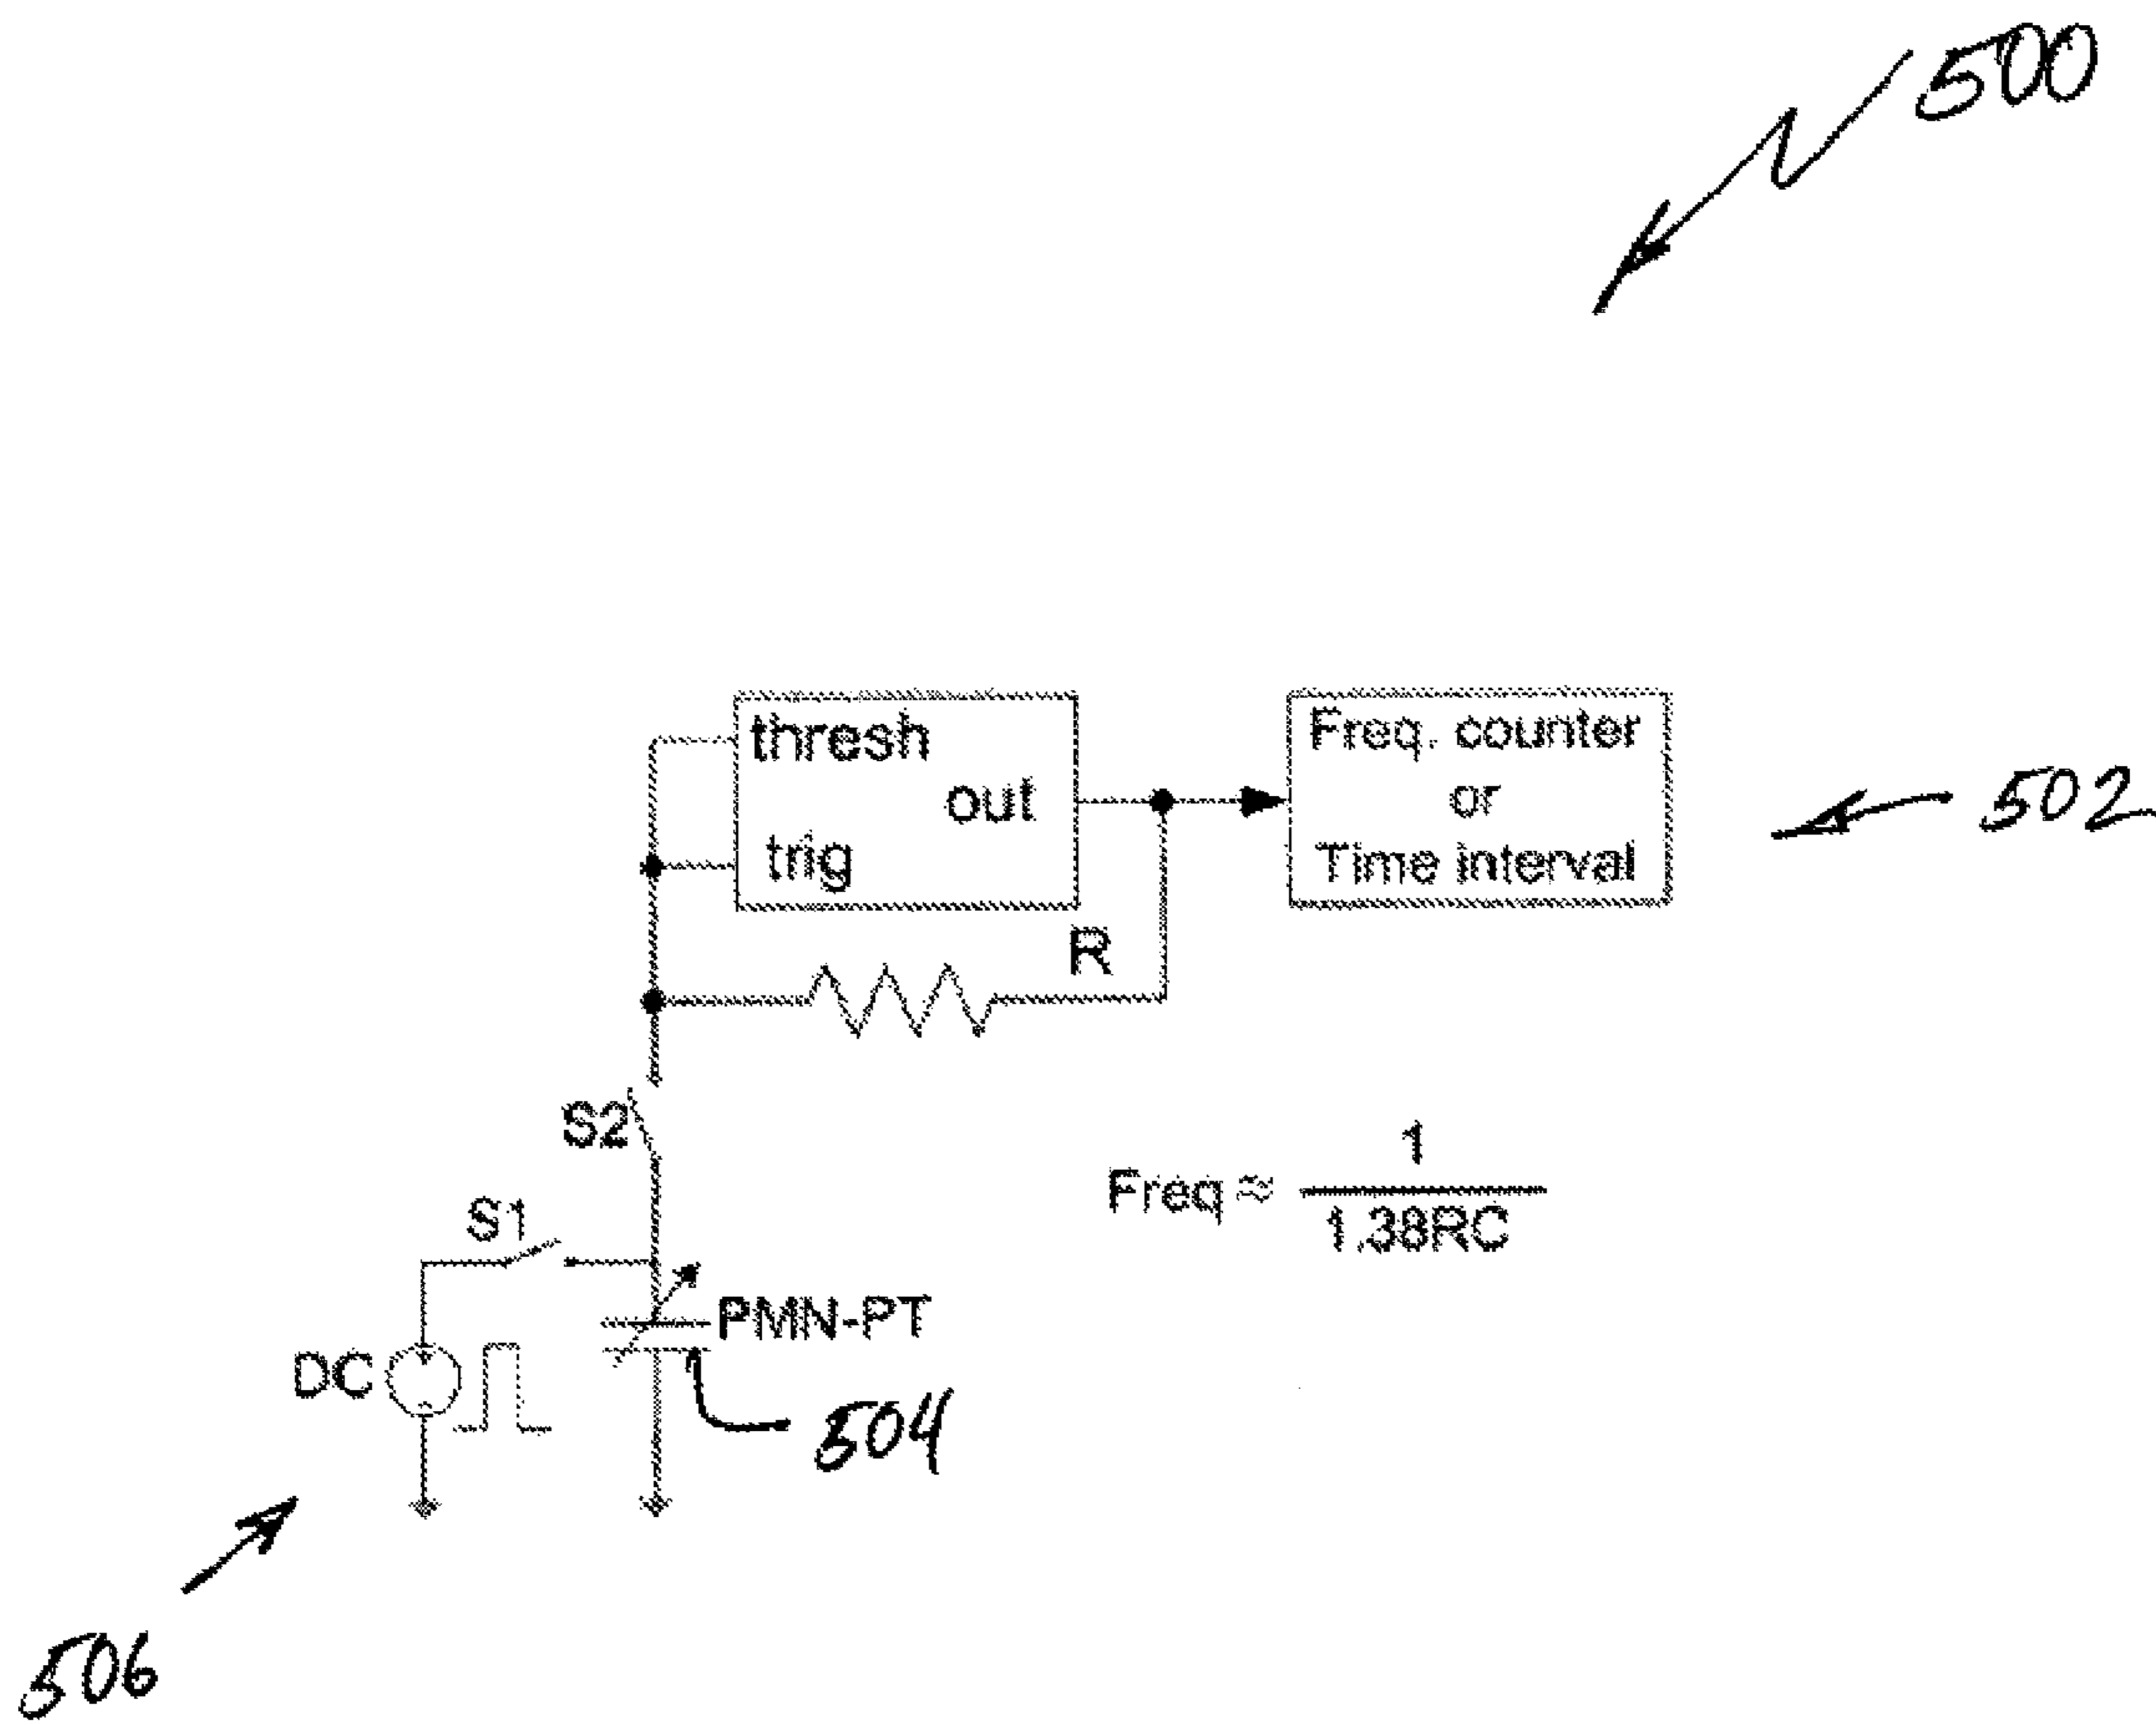 500
thresh
out
trig
Freq. counter
or
Time interval
502
R
S2
S1
Freq ≈ 1
1.38RC
PMN-PT
DC
504
506